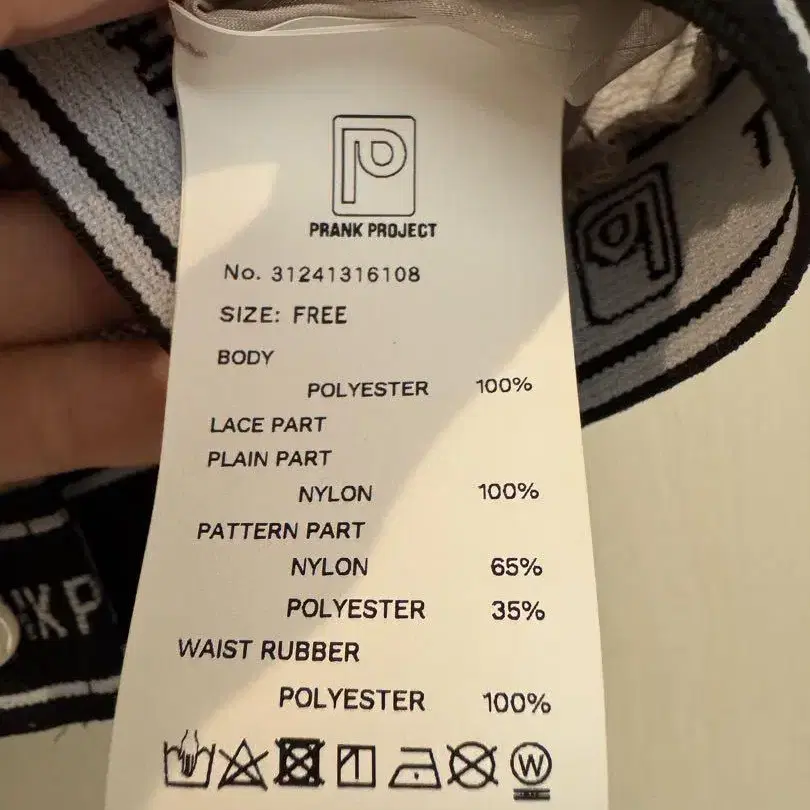 PRANK PROJECT
No. 31241316108
SIZE: FREE
BODY
POLYESTER 100%
LACE PART
PLAIN PART
NYLON 100%
PATTERN PART
NYLON 65%
POLYESTER 35%
WAIST RUBBER
POLYESTER 100%
W